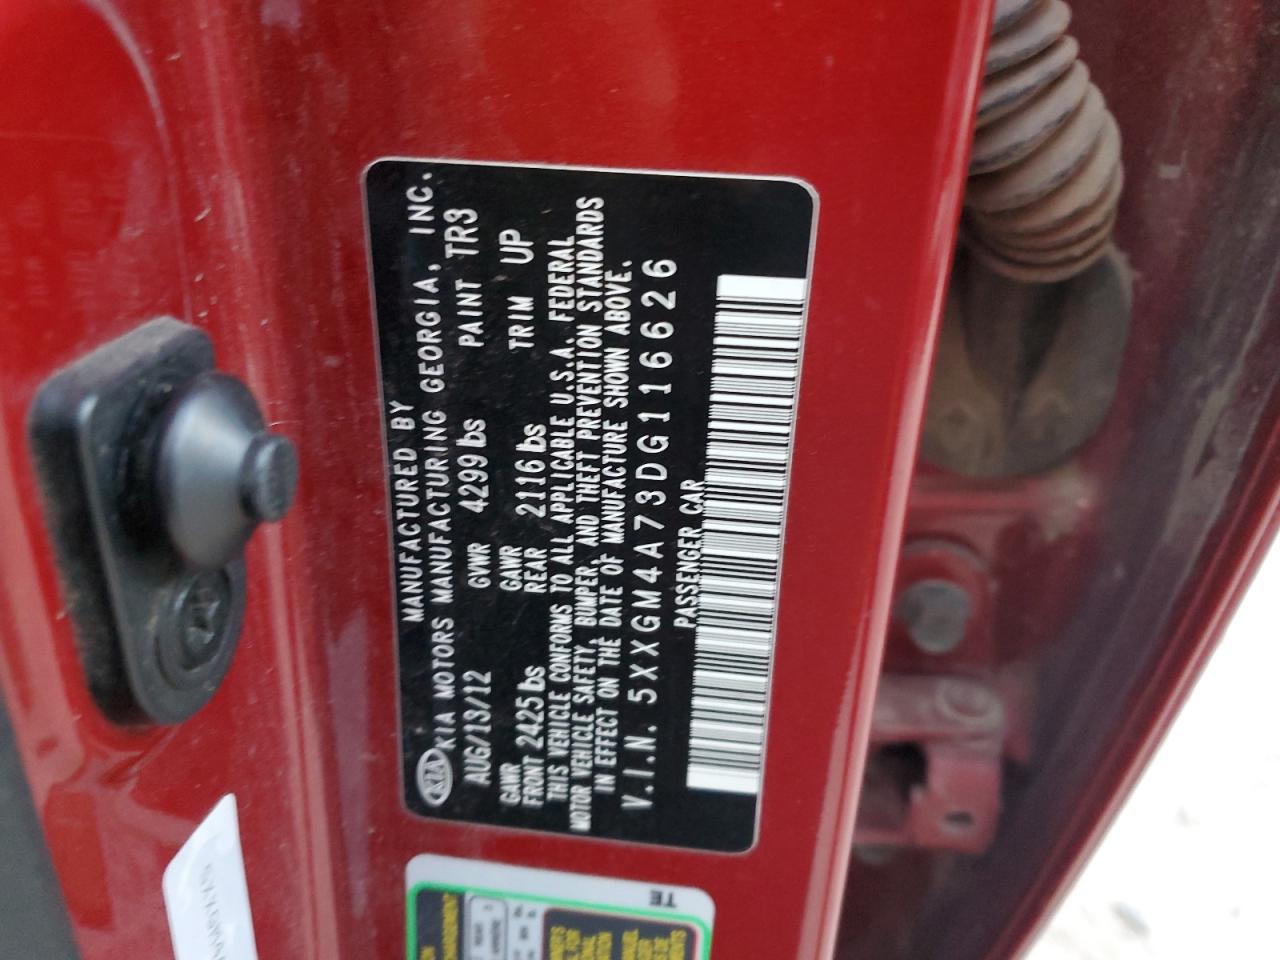 MANUFACTURED BY
KIA KIA MOTORS MANUFACTURING GEORGIA, INC.
AUG/13/12 GVWR 4299 lbs PAINT TR3
GAWR FRONT 2425 lbs GAWR REAR 2116 lbs TRIM UP
THIS VEHICLE CONFORMS TO ALL APPLICABLE U.S.A. FEDERAL
MOTOR VEHICLE SAFETY, BUMPER, AND THEFT PREVENTION STANDARDS
IN EFFECT ON THE DATE OF MANUFACTURE SHOWN ABOVE.
V.I.N. 5XXGM4A73DG116626
PASSENGER CAR